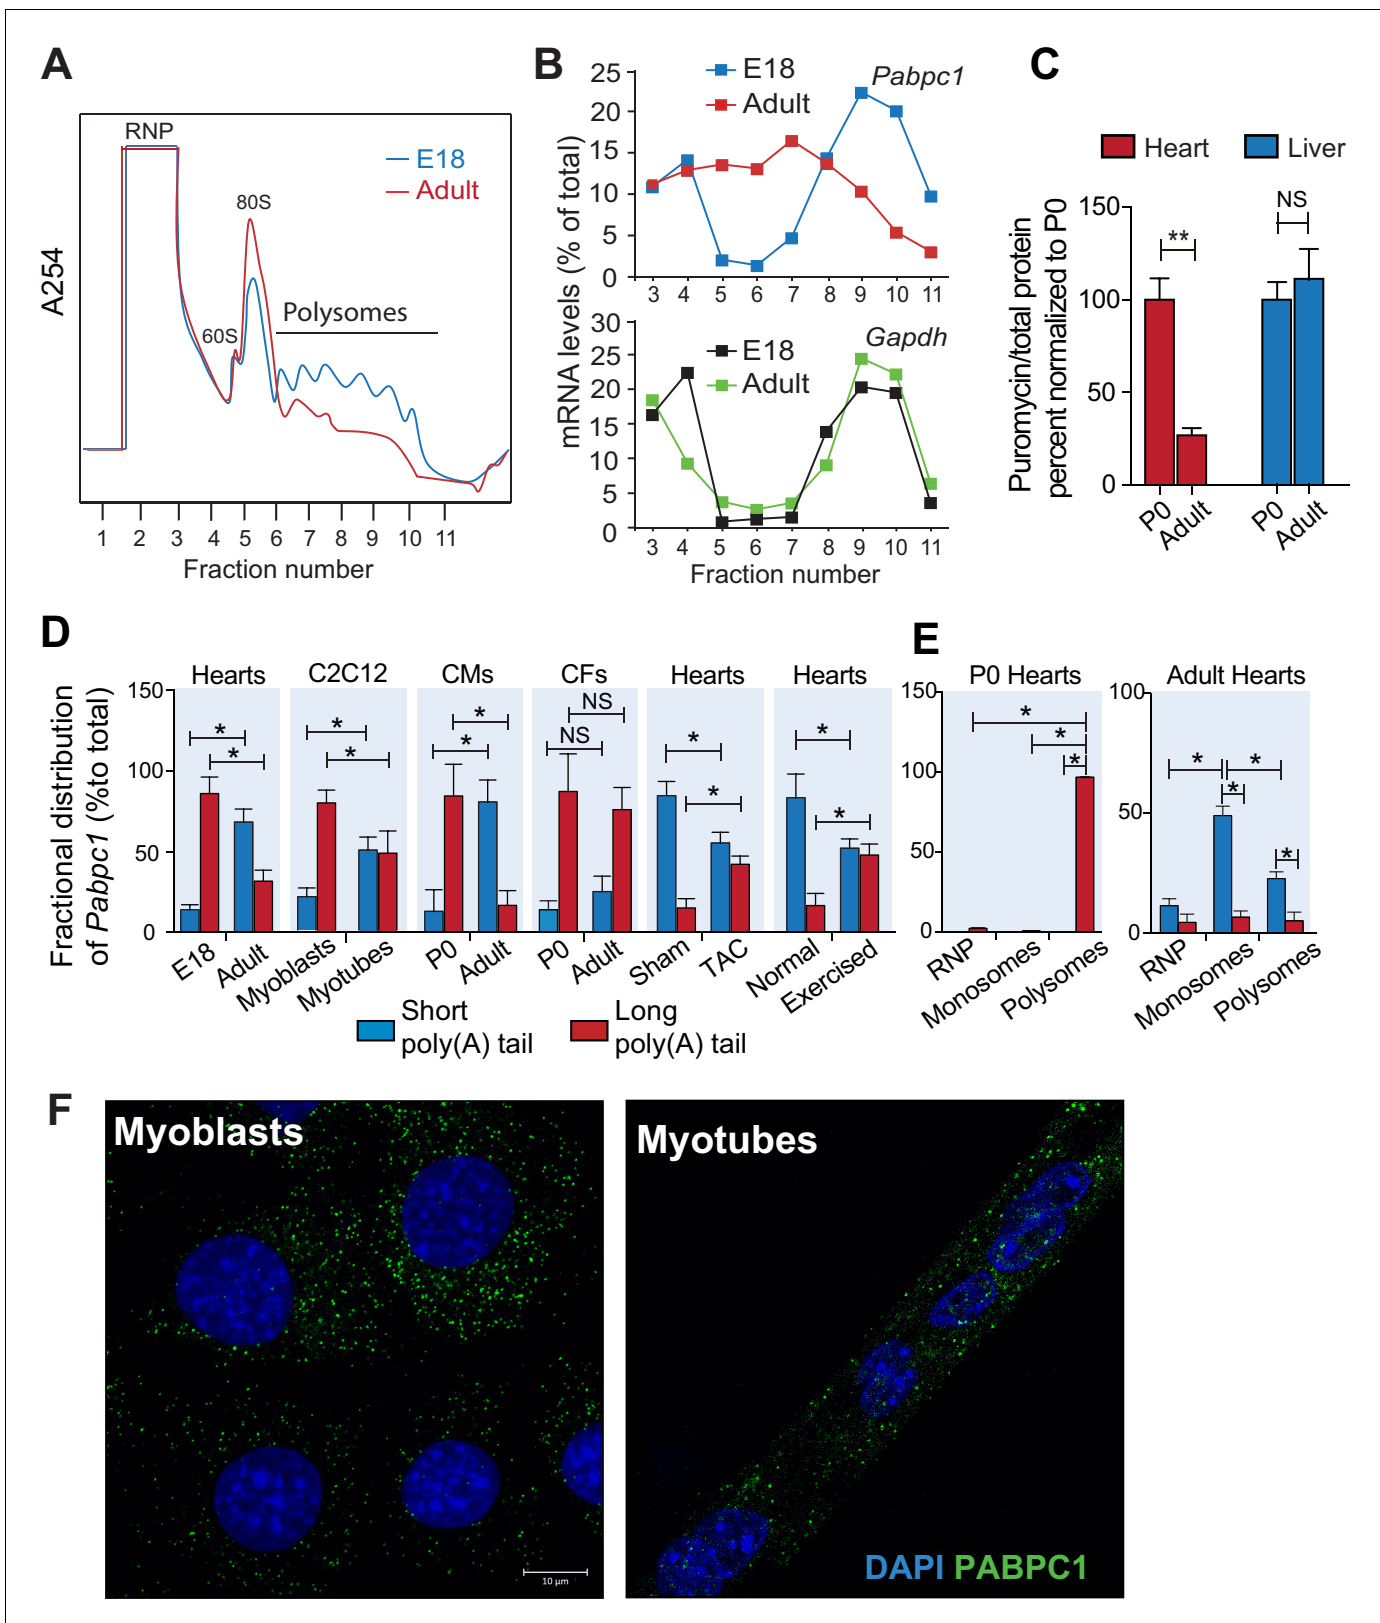 A
RNP
E18
Adult
80S
60S
Polysomes
A254
1 2 3 4 5 6 7 8 9 10 11
Fraction number
B
E18
Adult
Pabpc1
25
20
15
10
5
0
3 4 5 6 7 8 9 10 11
mRNA levels (% of total)
Gapdh
E18
Adult
30
25
20
15
10
5
0
3 4 5 6 7 8 9 10 11
Fraction number
C
Heart Liver
Puromycin/total protein
percent normalized to P0
150
100
50
0
** NS
P0 Adult P0 Adult
D
Fractional distribution
of Pabpc1 (%to total)
150
100
50
0
Hearts C2C12 CMs CFs Hearts Hearts
* * * * * * NS NS * * * *
E18 Adult Myoblasts Myotubes P0 Adult P0 Adult Sham TAC Normal Exercised
Short
poly(A) tail
Long
poly(A) tail
E
P0 Hearts
150
100
50
0
* * *
RNP Monosomes Polysomes
Adult Hearts
100
50
0
* * * *
RNP Monosomes Polysomes
F
Myoblasts
10 µm
Myotubes
DAPI PABPC1